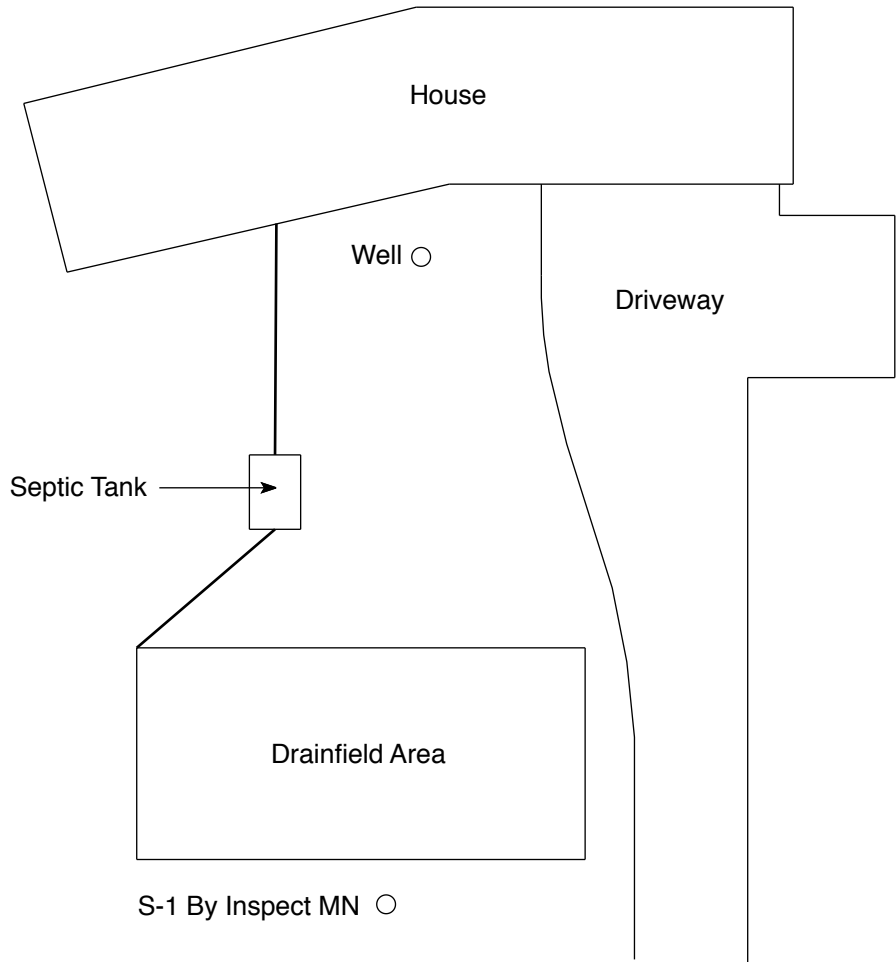 House
Well
Driveway
Septic Tank
Drainfield Area
S-1 By Inspect MN